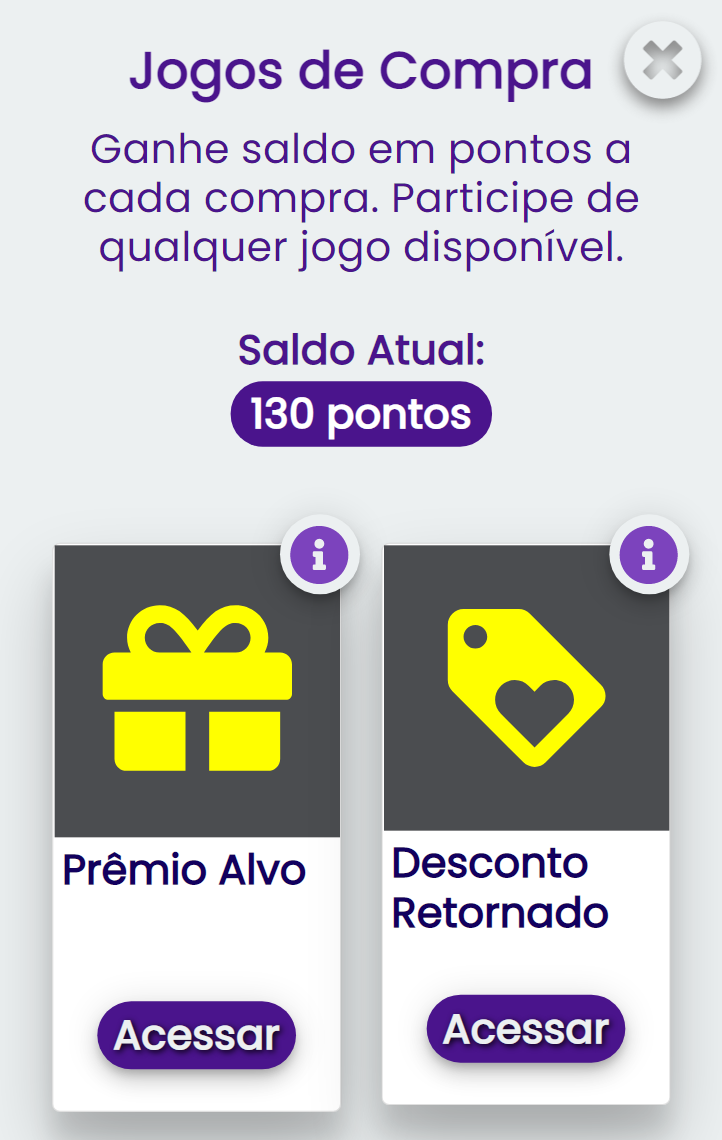 Jogos de Compra
Ganhe saldo em pontos a
cada compra. Participe de
qualquer jogo disponível.
Saldo Atual:
130 pontos
Prêmio Alvo
Acessar
Desconto
Retornado
Acessar